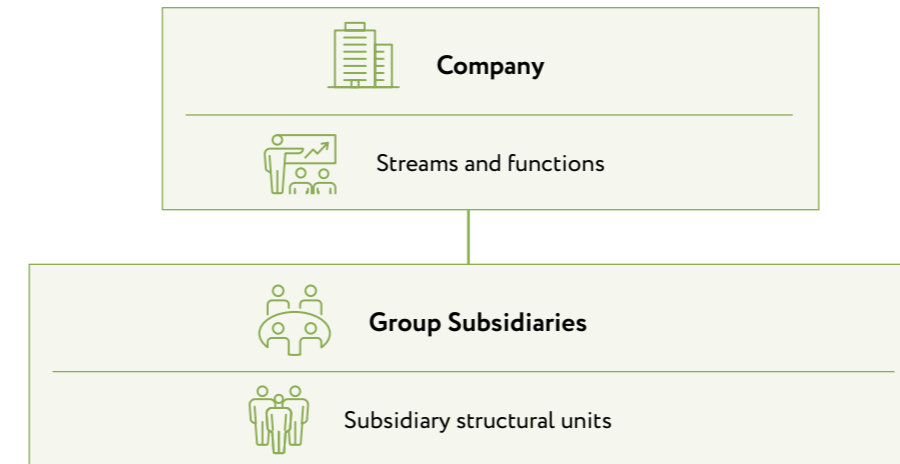 Company
Streams and functions
Group Subsidiaries
Subsidiary structural units